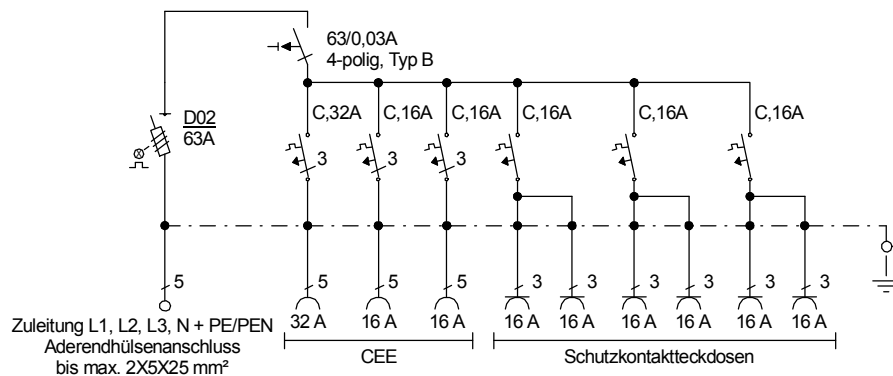 63/0,03A
4-polig, Typ B
C,32A
C,16A
C,16A
C,16A
C,16A
C,16A
D02
63A
3
3
3
5
5
5
5
3
3
3
3
3
3
32 A
16 A
16 A
16 A
16 A
16 A
16 A
16 A
16 A
Zuleitung L1, L2, L3, N + PE/PEN
Aderendhülsenanschluss
bis max. 2X5X25 mm²
CEE
Schutzkontaktteckdosen